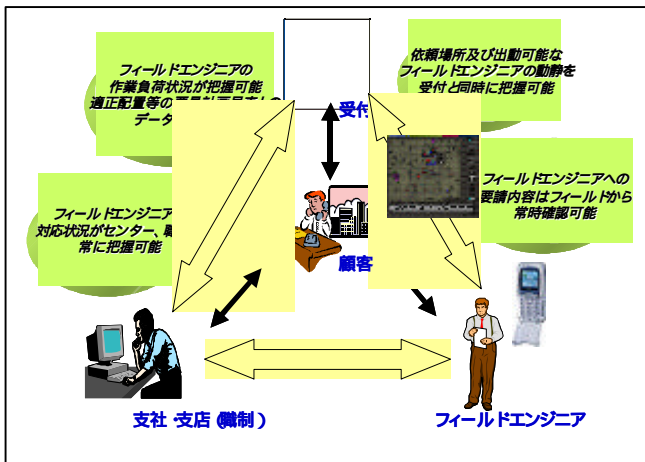 フィールドエンジニアの
作業負荷状況が把握可能
適正配置等の
データ
依頼場所及び出動可能な
フィールドエンジニアの動静を
受付と同時に把握可能
受付
フィールドエンジニア
対応状況がセンター、
常に把握可能
フィールドエンジニアへの
要請内容はフィールドから
常時確認可能
顧客
支社・支店(職制)
フィールドエンジニア